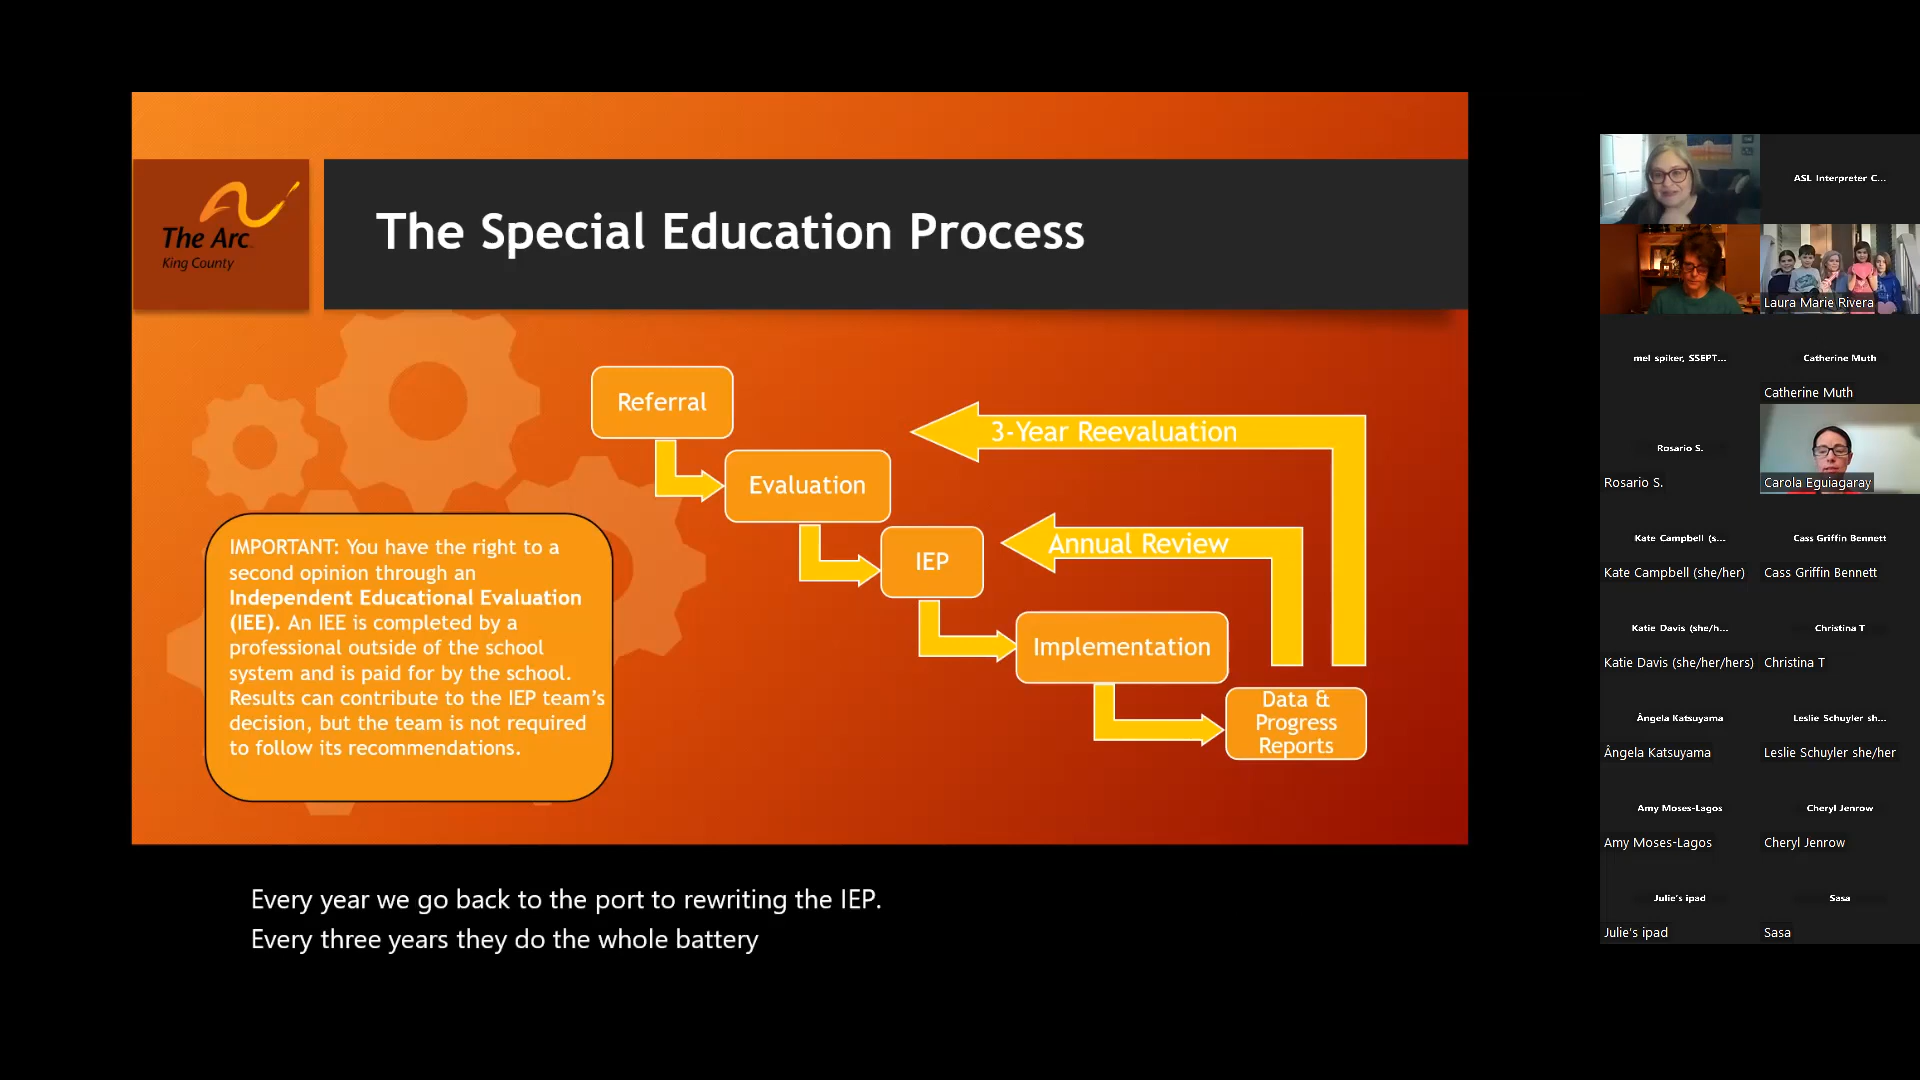 The Arc
King County
The Special Education Process
Referral
Evaluation
IEP
Implementation
Data &
Progress
Reports
3-Year Reevaluation
Annual Review
IMPORTANT: You have the right to a
second opinion through an
Independent Educational Evaluation
(IEE). An IEE is completed by a
professional outside of the school
system and is paid for by the school.
Results can contribute to the IEP team's
decision, but the team is not required
to follow its recommendations.
Every year we go back to the port to rewriting the IEP.
Every three years they do the whole battery
ASL Interpreter C...
Laura Marie Rivera
mel spiker, SSEPT...
Catherine Muth
Catherine Muth
Rosario S.
Rosario S.
Carola Eguiagaray
Kate Campbell (s...
Kate Campbell (she/her)
Cass Griffin Bennett
Cass Griffin Bennett
Katie Davis (she/h...
Katie Davis (she/her/hers)
Christina T
Christina T
Ângela Katsuyama
Ângela Katsuyama
Leslie Schuyler sh...
Leslie Schuyler she/her
Amy Moses-Lagos
Amy Moses-Lagos
Cheryl Jenrow
Cheryl Jenrow
Julie's ipad
Julie's ipad
Sasa
Sasa